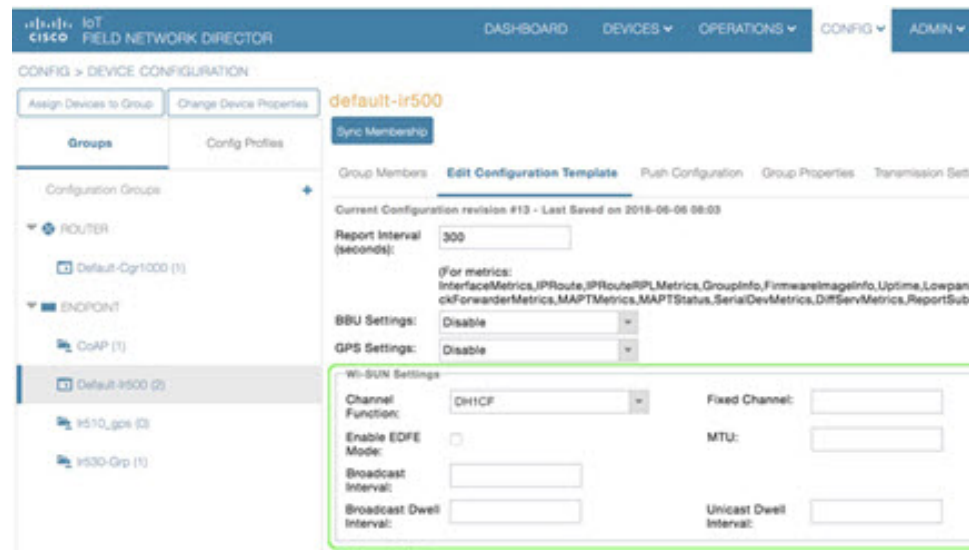 IoT
CISCO FIELD NETWORK DIRECTOR
DASHBOARD DEVICES OPERATIONS CONFIG ADMIN
CONFIG > DEVICE CONFIGURATION
Assign Devices to Group Change Device Properties
default-ir500
Sync Membership
Groups Config Profiles
Group Members Edit Configuration Template Push Configuration Group Properties Transmission Sett
Configuration Groups
Current Configuration revision #13 - Last Saved on 2018-06-06 08:03
ROUTER
Report Interval (seconds): 300
Default-Cgr1000 (1)
(For metrics:
InterfaceMetrics,IPRoute,IPRouteRPLMetrics,GroupInfo,FirmwareImageInfo,Uptime,Lowpan
ckForwarderMetrics,MAPTMetrics,MAPTStatus,SerialDevMetrics,DiffServMetrics,ReportSub
ENDPOINT
BBU Settings: Disable
CoAP (1)
GPS Settings: Disable
Wi-SUN Settings
Default-Ir500 (2)
Channel Function: DH1CF Fixed Channel:
Ir510_gps (0)
Enable EDFE Mode: MTU:
Ir530-Grp (1)
Broadcast Interval:
Broadcast Dwell Interval: Unicast Dwell Interval: